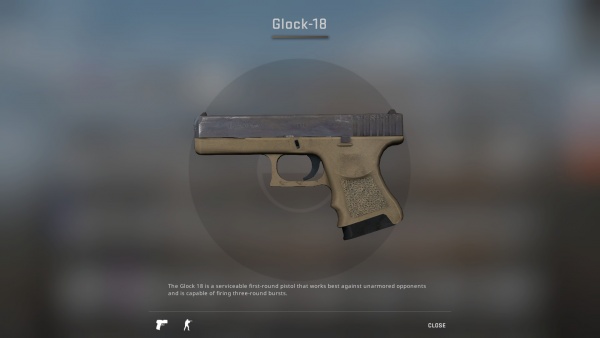 Glock-18
The Glock 18 is a serviceable first-round pistol that works best against unarmored opponents
and is capable of firing three-round bursts.
CLOSE